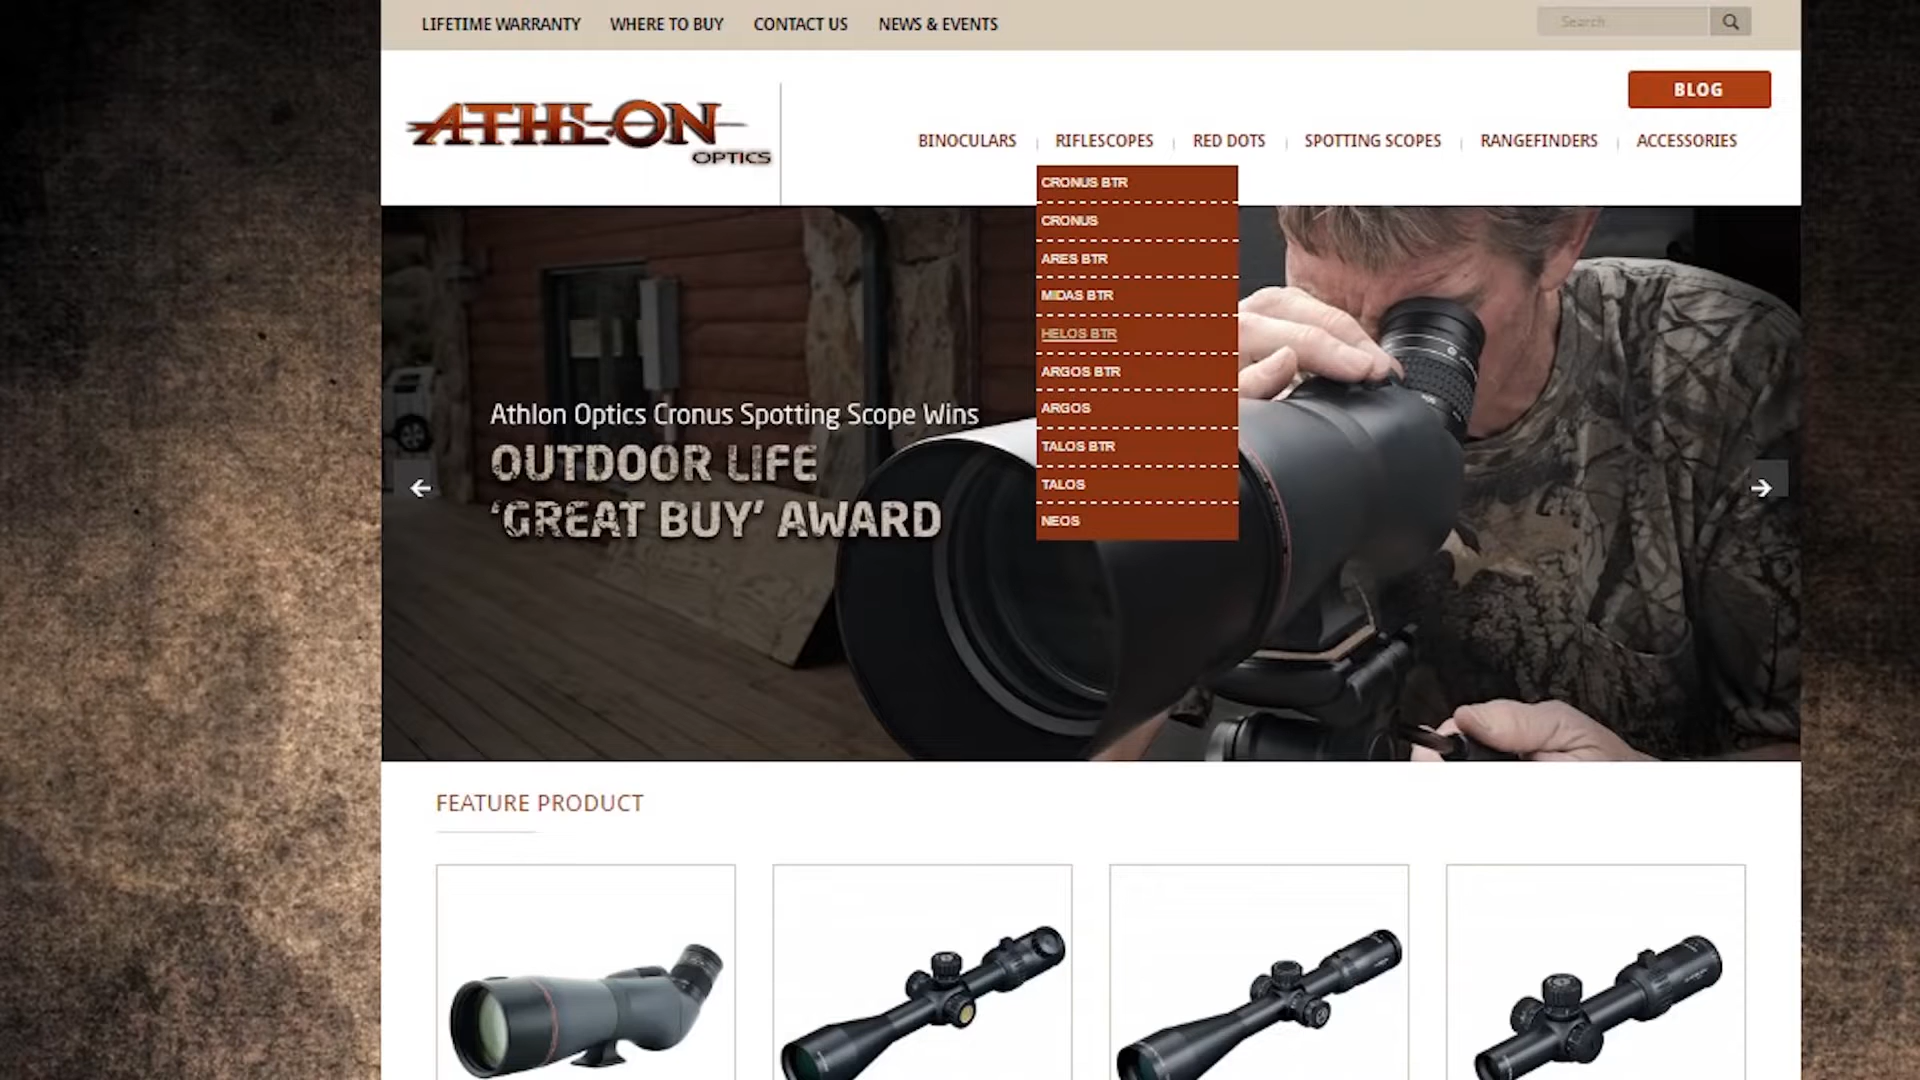 LIFETIME WARRANTY WHERE TO BUY CONTACT US NEWS & EVENTS Search
BLOG
ATHLON
OPTICS
BINOCULARS RIFLESCOPES RED DOTS SPOTTING SCOPES RANGEFINDERS ACCESSORIES
CRONUS BTR
CRONUS
ARES BTR
MIDAS BTR
HELOS BTR
ARGOS BTR
ARGOS
TALOS BTR
TALOS
NEOS
Athlon Optics Cronus Spotting Scope Wins
OUTDOOR LIFE
‘GREAT BUY’ AWARD
FEATURE PRODUCT